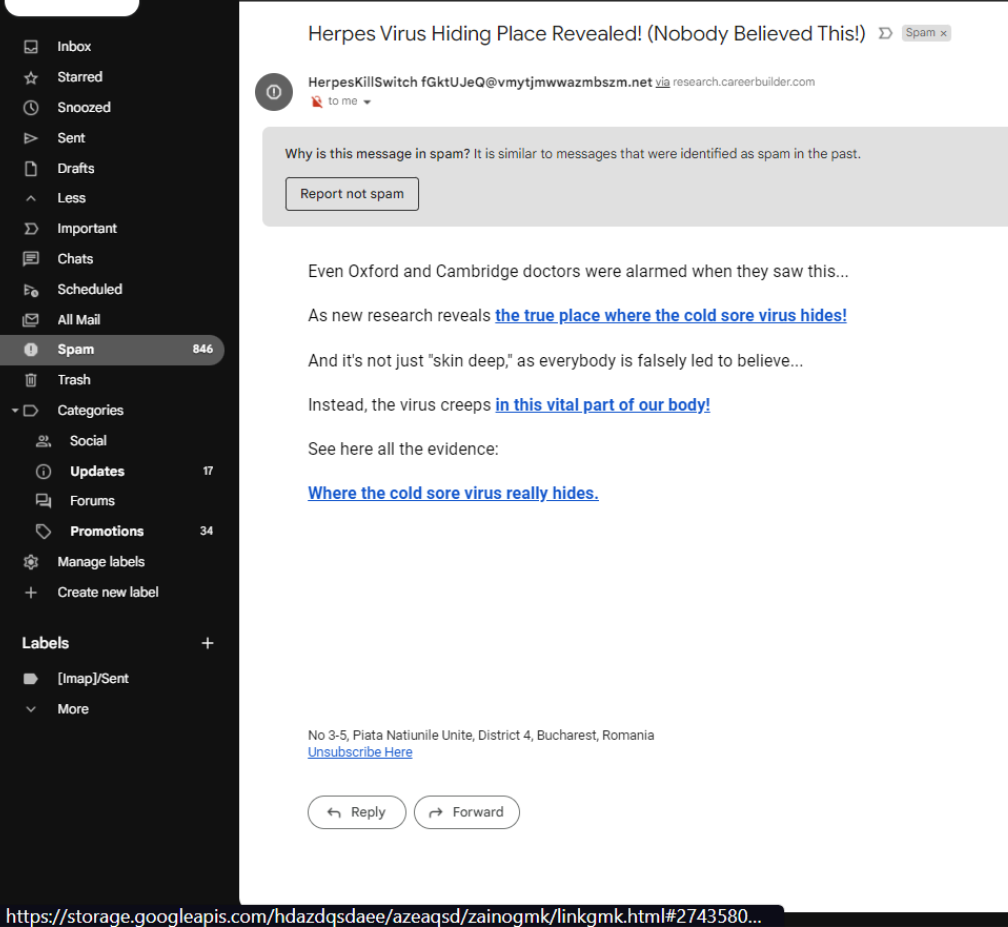 Inbox
Starred
Snoozed
Sent
Drafts
Less
Important
Chats
Scheduled
All Mail
Spam 846
Trash
Categories
Social
Updates 17
Forums
Promotions 34
Manage labels
Create new label
Labels +
[Imap]/Sent
More
Herpes Virus Hiding Place Revealed! (Nobody Believed This!) Spam ×
HerpesKillSwitch fGktUJeQ@vmytjmwwazmbszm.net via research.careerbuilder.com
to me
Why is this message in spam? It is similar to messages that were identified as spam in the past.
Report not spam
Even Oxford and Cambridge doctors were alarmed when they saw this...
As new research reveals the true place where the cold sore virus hides!
And it's not just "skin deep," as everybody is falsely led to believe...
Instead, the virus creeps in this vital part of our body!
See here all the evidence:
Where the cold sore virus really hides.
No 3-5, Piata Natiunile Unite, District 4, Bucharest, Romania
Unsubscribe Here
Reply Forward
https://storage.googleapis.com/hdazdqsdaee/azeaqsd/zainogmk/linkgmk.html#2743580...